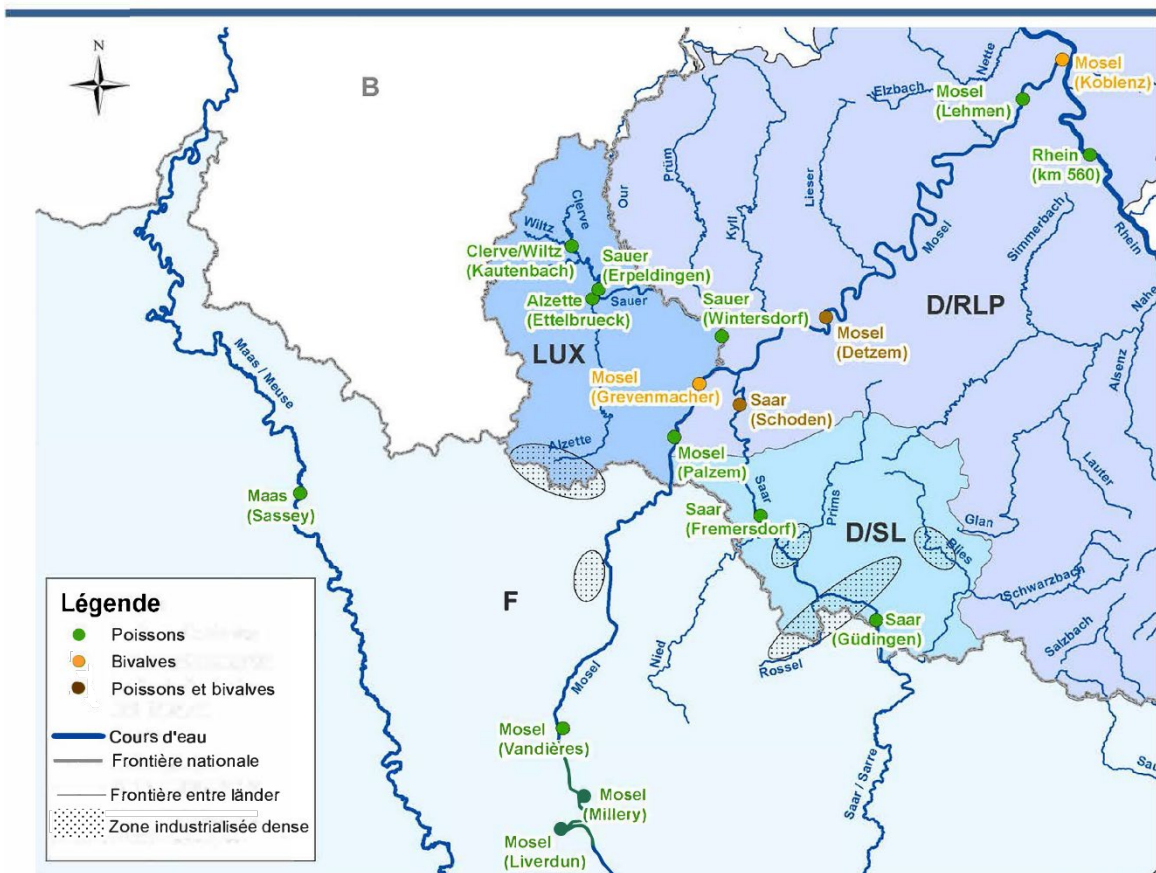 N
B
Nette
Mosel
(Koblenz)
Elzbach
Mosel
(Lehmen)
Rhein
(km 560)
Rhein
Our
Prüm
Kyll
Lieser
Mosel
Simmerbach
Nahe
Clerve
Wiltz
Clerve/Wiltz
(Kautenbach)
Sauer
(Erpeldingen)
Alzette
(Ettelbrueck)
Sauer
Sauer
(Wintersdorf)
Mosel
(Detzem)
D/RLP
Alsenz
LUX
Maas / Meuse
Mosel
(Grevenmacher)
Saar
(Schoden)
Alzette
Mosel
(Palzem)
Lauter
Saar
Prims
Maas
(Sassey)
Saar
(Fremersdorf)
D/SL
Glan
Blies
Schwarzbach
F
Saar
(Güdingen)
Salzbach
Nied
Rossel
Mosel
Mosel
(Vandières)
Mosel
(Millery)
Mosel
(Liverdun)
Saar / Sarre
Sau
Légende
Poissons
Bivalves
Poissons et bivalves
Cours d'eau
Frontière nationale
Frontière entre länder
Zone industrialisée dense